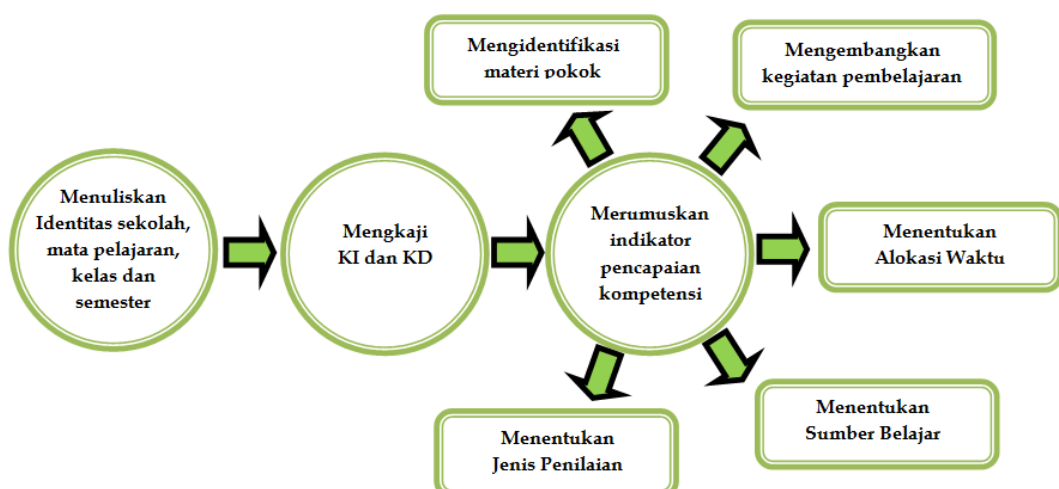 Menuliskan
Identitas sekolah,
mata pelajaran,
kelas dan
semester
Mengkaji
KI dan KD
Merumuskan
indikator
pencapaian
kompetensi
Mengidentifikasi
materi pokok
Mengembangkan
kegiatan pembelajaran
Menentukan
Alokasi Waktu
Menentukan
Sumber Belajar
Menentukan
Jenis Penilaian